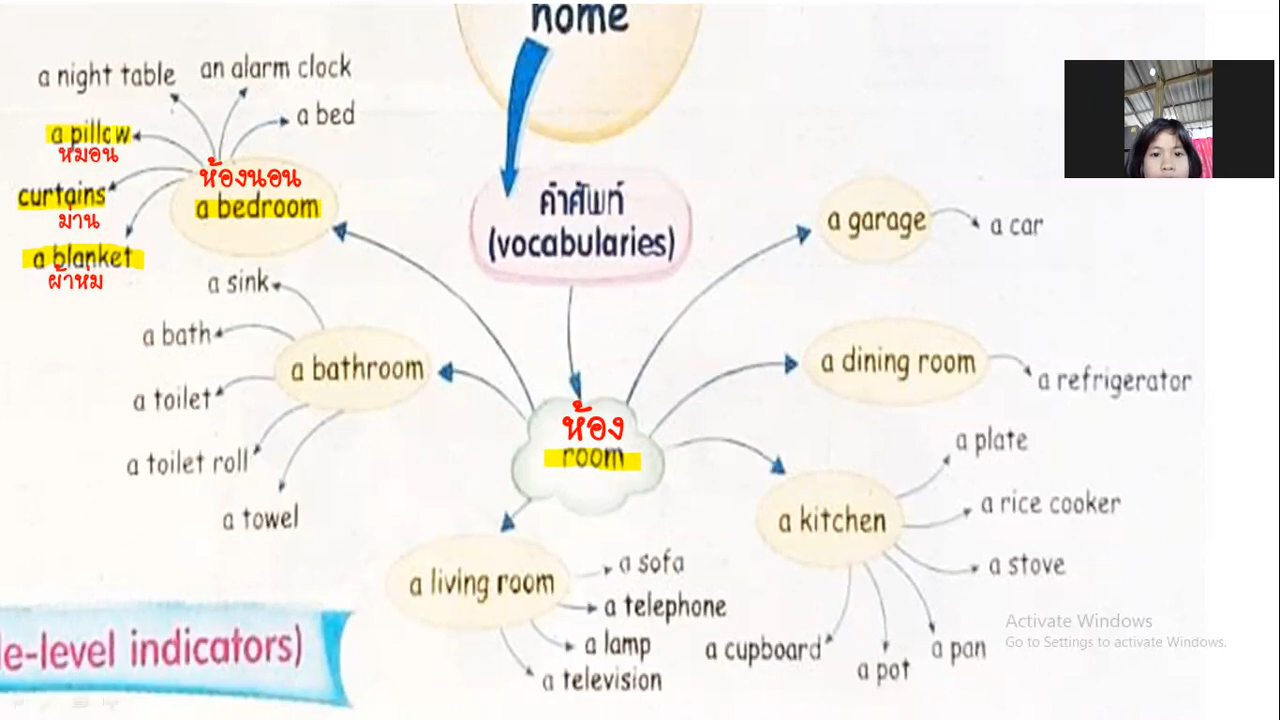 home
คำศัพท์
(vocabularies)
a night table
an alarm clock
a bed
a pillow
หมอน
curtains
ม่าน
a blanket
ผ้าห่ม
ห้องนอน
a bedroom
a sink
a bath
a toilet
a toilet roll
a towel
a bathroom
ห้อง
room
a living room
a sofa
a telephone
a lamp
a television
a garage
a car
a dining room
a refrigerator
a kitchen
a plate
a rice cooker
a stove
a pan
a pot
a cupboard
le-level indicators)
Activate Windows
Go to Settings to activate Windows.